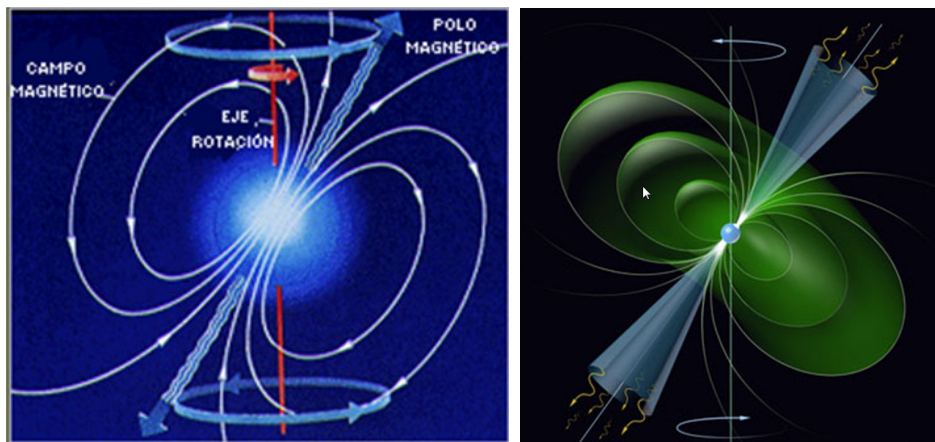 POLO
MAGNÉTICO
CAMPO
MAGNÉTICO
EJE
ROTACIÓN